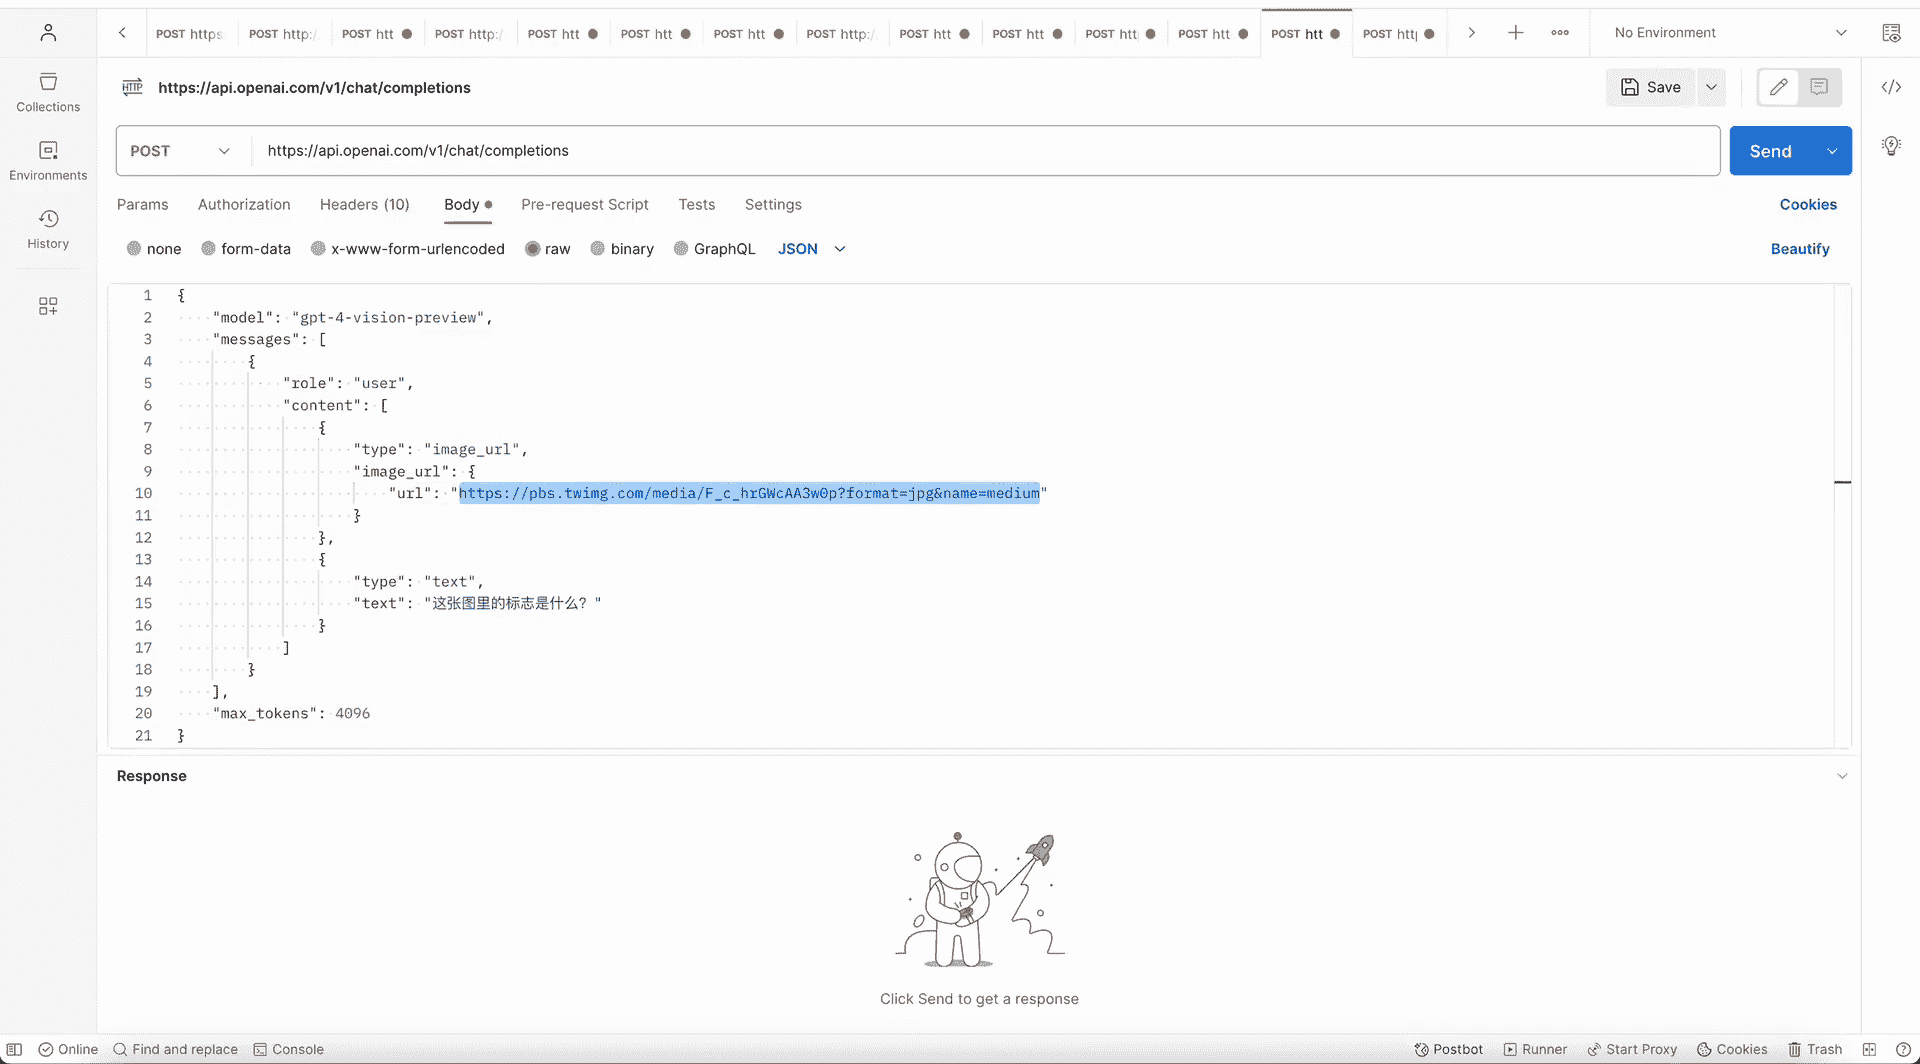 POST https: POST http:/ POST htt POST http:/ POST htt POST htt POST htt POST http:/ POST htt POST htt POST htt POST htt POST htt POST http No Environment
HTTP https://api.openai.com/v1/chat/completions Save
Collections
POST https://api.openai.com/v1/chat/completions Send
Environments
Params Authorization Headers (10) Body Pre-request Script Tests Settings Cookies
History
none form-data x-www-form-urlencoded raw binary GraphQL JSON Beautify
1 {
2 "model": "gpt-4-vision-preview",
3 "messages": [
4 {
5 "role": "user",
6 "content": [
7 {
8 "type": "image_url",
9 "image_url": {
10 "url": "https://pbs.twimg.com/media/F_c_hrGWcAA3w0p?format=jpg&name=medium"
11 }
12 },
13 {
14 "type": "text",
15 "text": "这张图里的标志是什么？"
16 }
17 ]
18 }
19 ],
20 "max_tokens": 4096
21 }
Response
Click Send to get a response
Online Find and replace Console Postbot Runner Start Proxy Cookies Trash